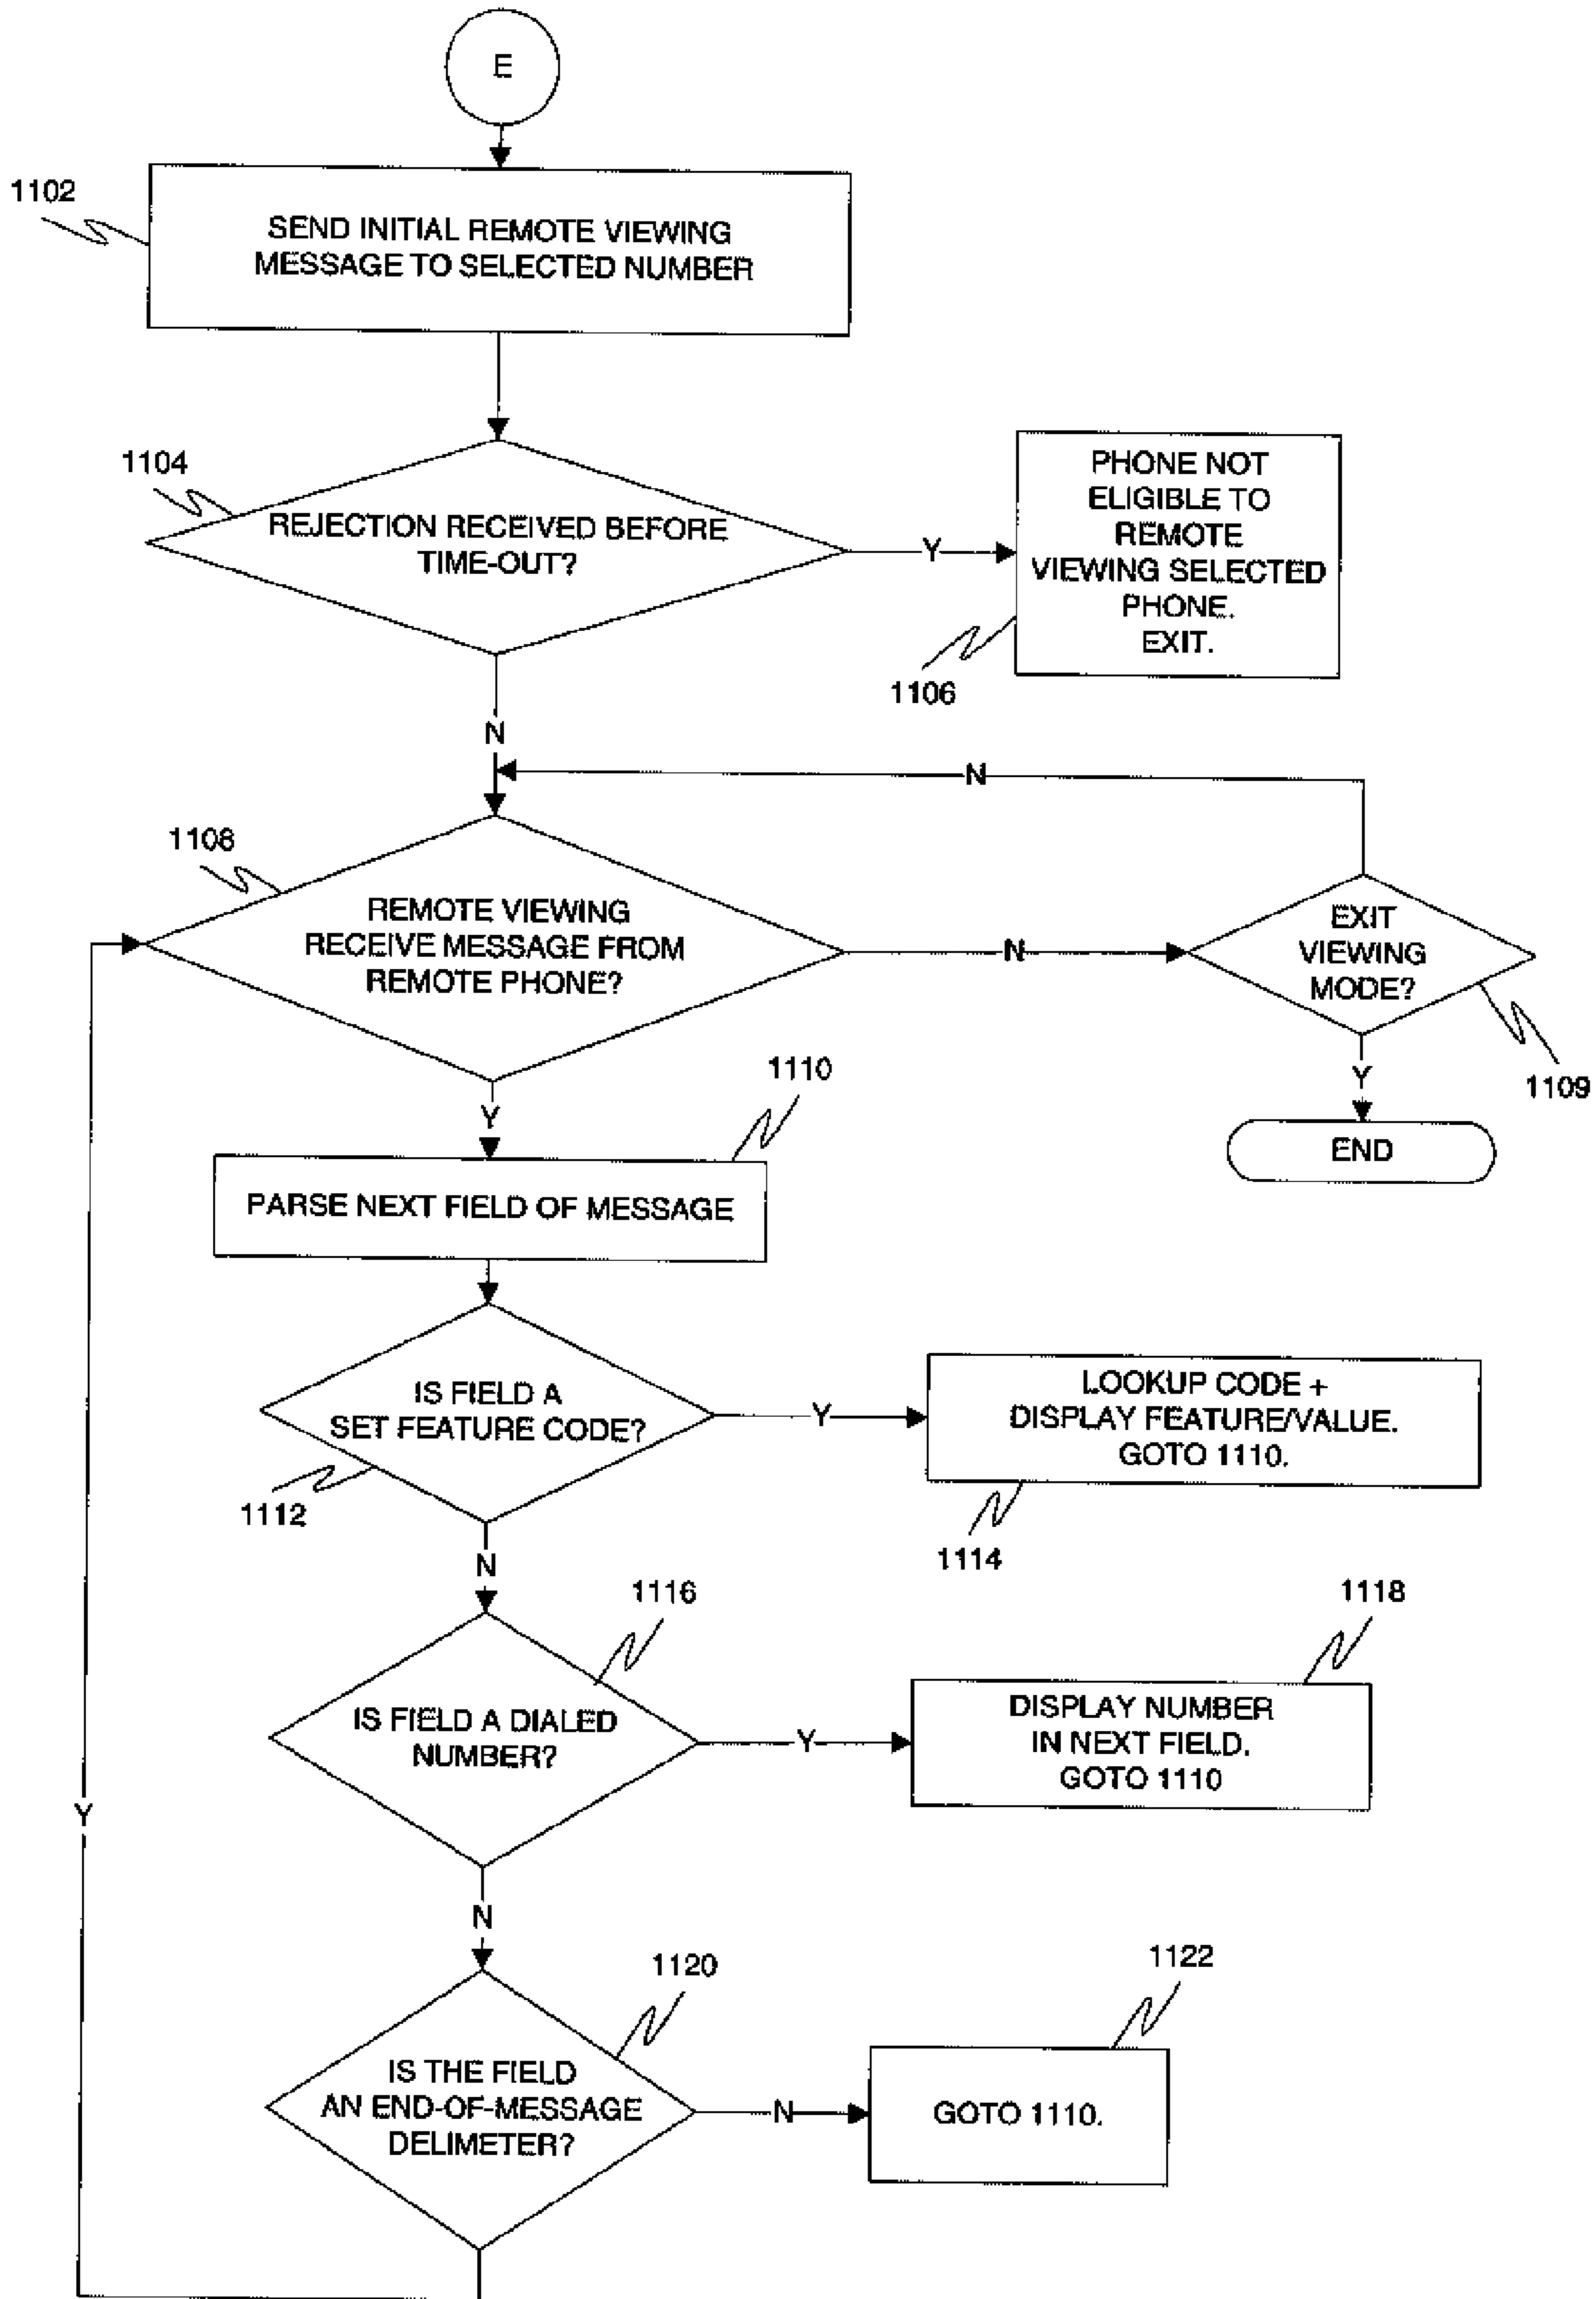 E
1102
SEND INITIAL REMOTE VIEWING
MESSAGE TO SELECTED NUMBER
1104
REJECTION RECEIVED BEFORE
TIME-OUT?
Y
PHONE NOT
ELIGIBLE TO
REMOTE
VIEWING SELECTED
PHONE.
EXIT.
1106
N
N
1108
REMOTE VIEWING
RECEIVE MESSAGE FROM
REMOTE PHONE?
N
EXIT
VIEWING
MODE?
1109
Y
END
Y
1110
PARSE NEXT FIELD OF MESSAGE
IS FIELD A
SET FEATURE CODE?
1112
Y
LOOKUP CODE +
DISPLAY FEATURE/VALUE.
GOTO 1110.
1114
N
1116
IS FIELD A DIALED
NUMBER?
Y
1118
DISPLAY NUMBER
IN NEXT FIELD.
GOTO 1110
Y
N
1120
IS THE FIELD
AN END-OF-MESSAGE
DELIMETER?
N
1122
GOTO 1110.